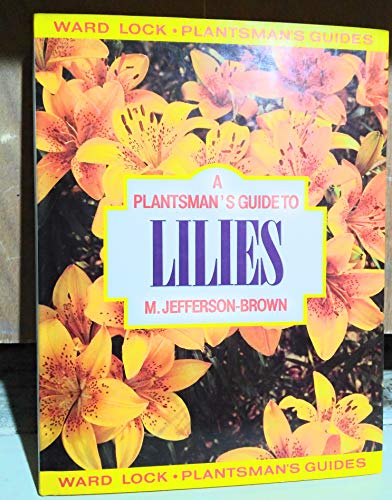 WARD LOCK • PLANTSMAN'S GUIDES
A
PLANTSMAN'S GUIDE TO
LILIES
M. JEFFERSON-BROWN
WARD LOCK • PLANTSMAN'S GUIDES